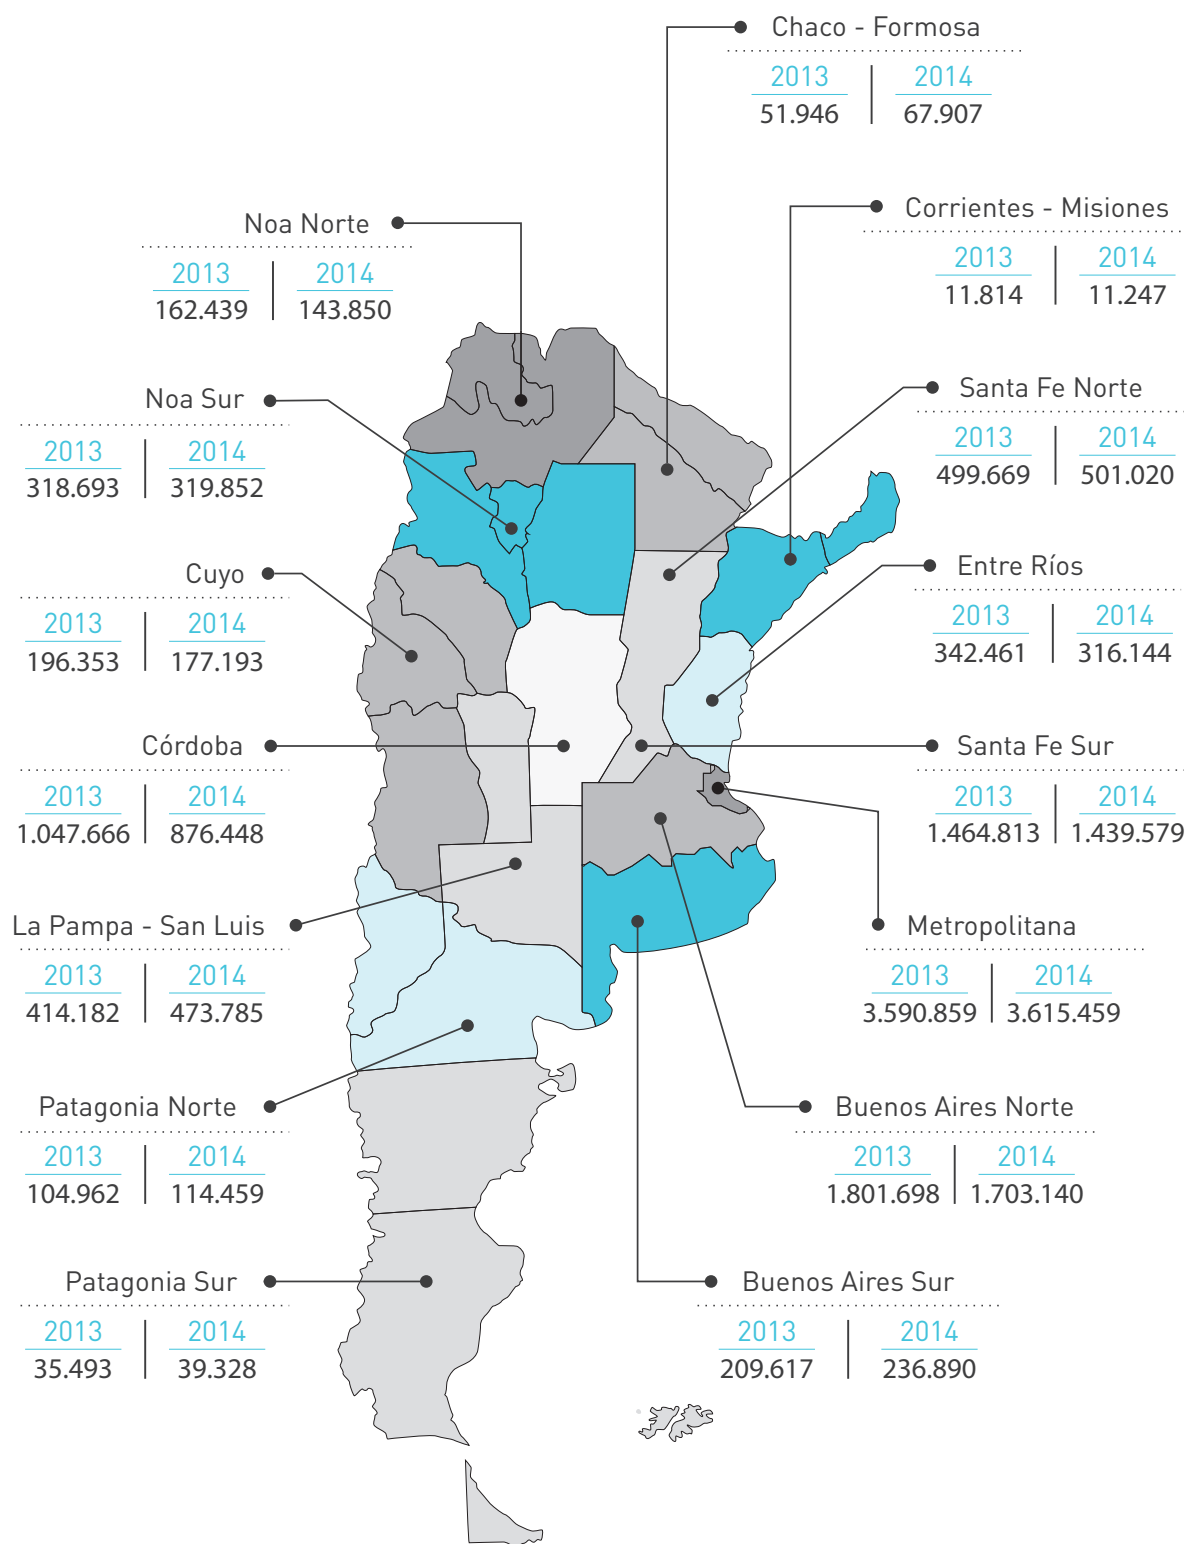 Chaco - Formosa
2013 2014
51.946 67.907
Noa Norte
2013 2014
162.439 143.850
Corrientes - Misiones
2013 2014
11.814 11.247
Noa Sur
2013 2014
318.693 319.852
Santa Fe Norte
2013 2014
499.669 501.020
Cuyo
2013 2014
196.353 177.193
Entre Ríos
2013 2014
342.461 316.144
Córdoba
2013 2014
1.047.666 876.448
Santa Fe Sur
2013 2014
1.464.813 1.439.579
La Pampa - San Luis
2013 2014
414.182 473.785
Metropolitana
2013 2014
3.590.859 3.615.459
Patagonia Norte
2013 2014
104.962 114.459
Buenos Aires Norte
2013 2014
1.801.698 1.703.140
Patagonia Sur
2013 2014
35.493 39.328
Buenos Aires Sur
2013 2014
209.617 236.890